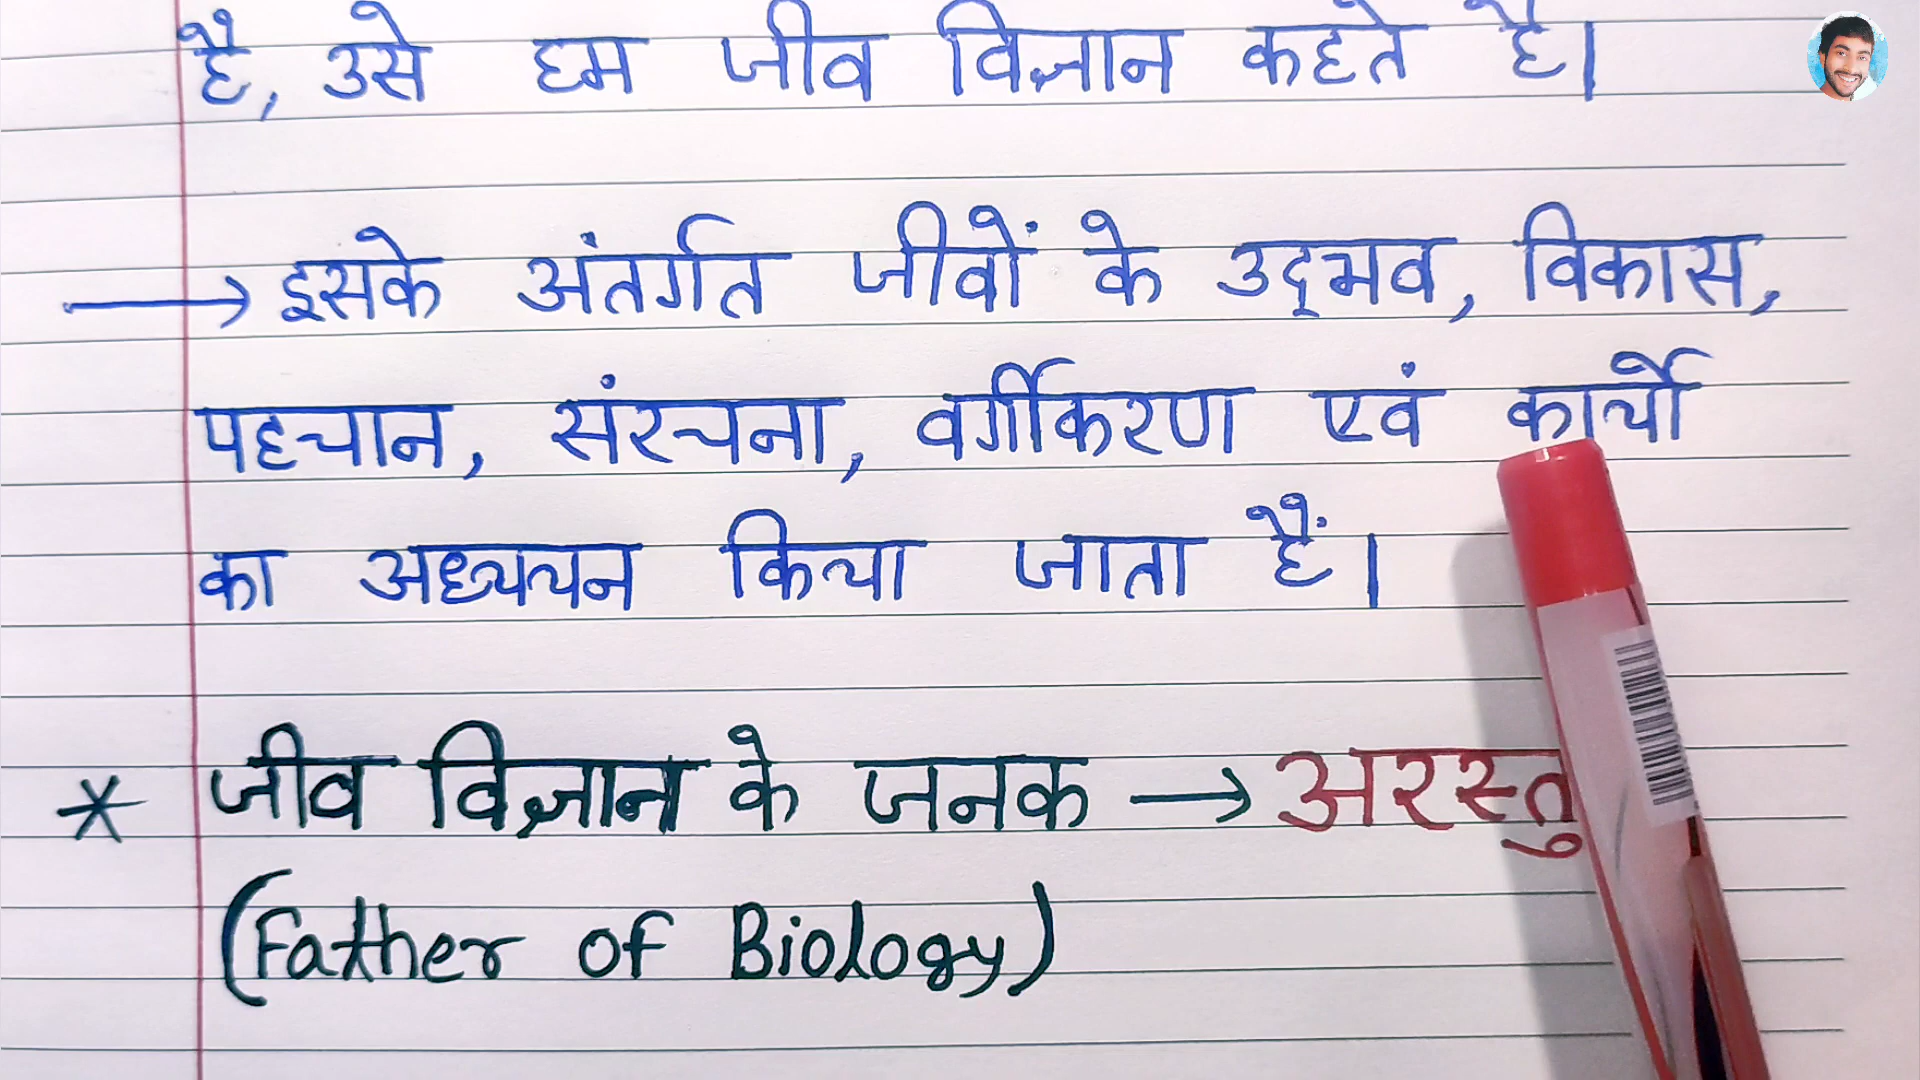 है, उसे हम जीव विज्ञान कहते है।
→ इसके अंतर्गत जीवों के उद्‌भव, विकास,
पहचान, संरचना, वर्गीकरण एवं कार्यो
का अध्ययन किया जाता हैं।
* जीव विज्ञान के जनक → अरस्तु
(Father of Biology)